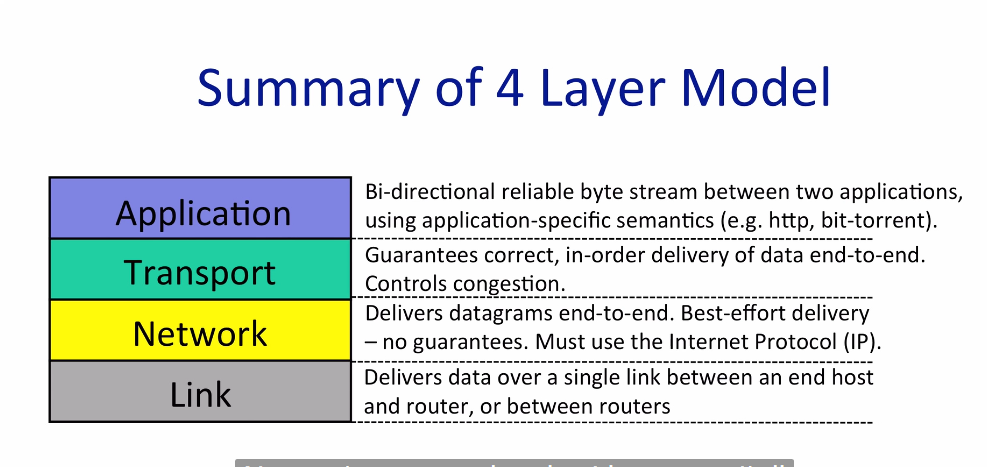 Summary of 4 Layer Model
Application
Bi-directional reliable byte stream between two applications,
using application-specific semantics (e.g. http, bit-torrent).
Transport
Guarantees correct, in-order delivery of data end-to-end.
Controls congestion.
Network
Delivers datagrams end-to-end. Best-effort delivery
– no guarantees. Must use the Internet Protocol (IP).
Link
Delivers data over a single link between an end host
and router, or between routers